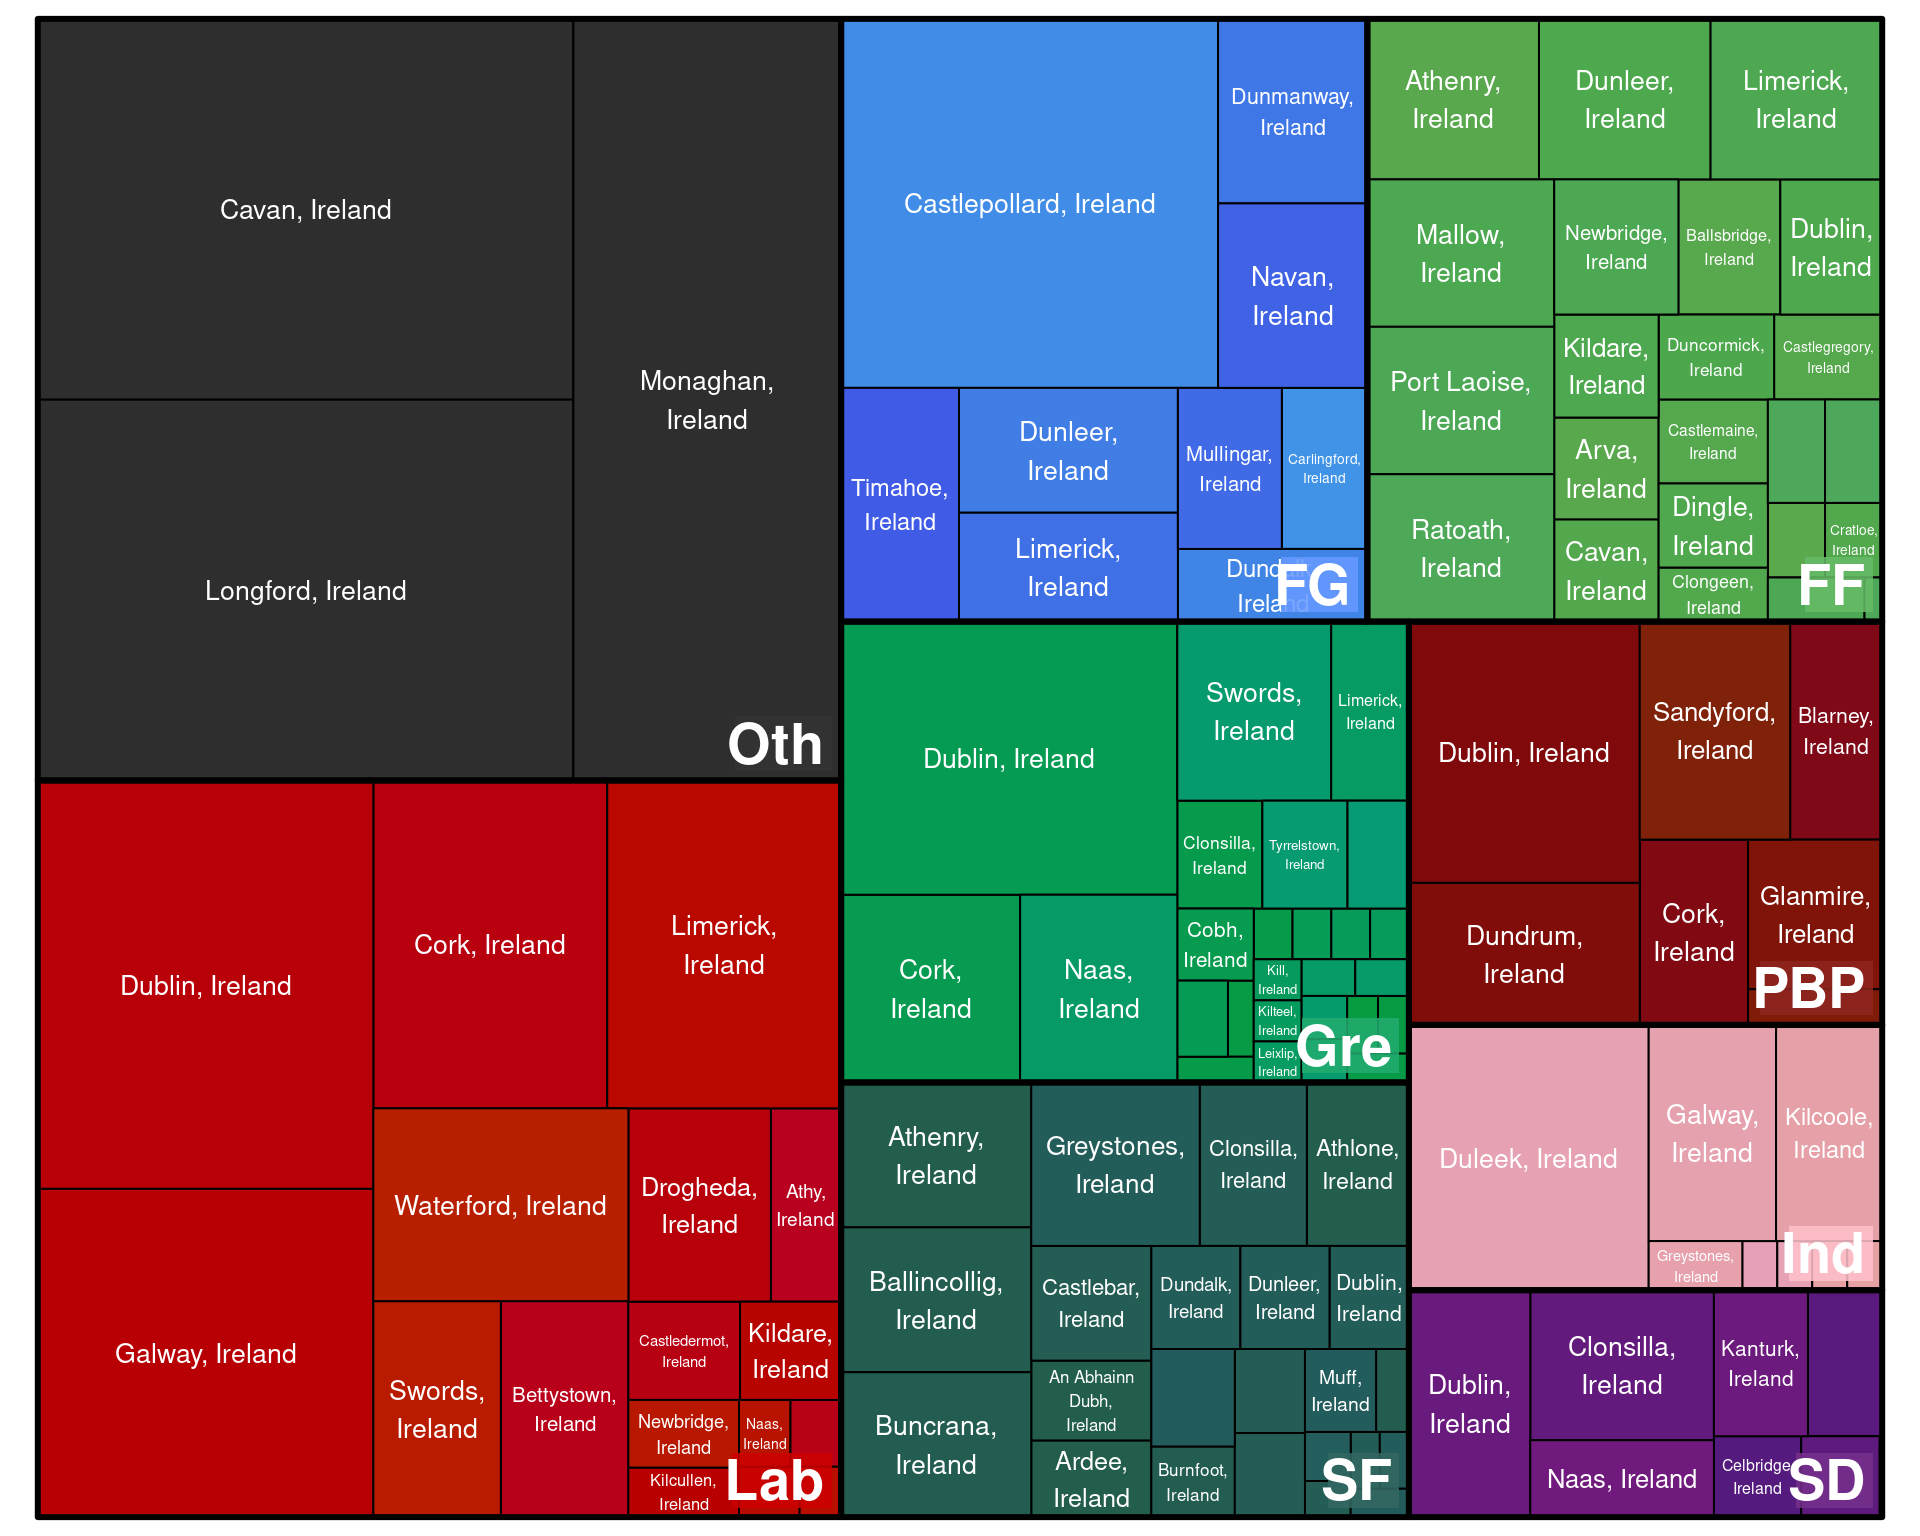 Cavan, Ireland
Longford, Ireland
Monaghan,
Ireland
Oth
Castlepollard, Ireland
Dunmanway,
Ireland
Navan,
Ireland
Timahoe,
Ireland
Dunleer,
Ireland
Limerick,
Ireland
Mullingar,
Ireland
Carlingford,
Ireland
Dundalk,
Ireland
FG
Athenry,
Ireland
Dunleer,
Ireland
Limerick,
Ireland
Mallow,
Ireland
Newbridge,
Ireland
Ballsbridge,
Ireland
Dublin,
Ireland
Port Laoise,
Ireland
Kildare,
Ireland
Duncormick,
Ireland
Castlegregory,
Ireland
Arva,
Ireland
Castlemaine,
Ireland
Ratoath,
Ireland
Cavan,
Ireland
Dingle,
Ireland
Cratloe,
Ireland
Clongeen,
Ireland
FF
Dublin, Ireland
Cork, Ireland
Limerick,
Ireland
Galway, Ireland
Waterford, Ireland
Drogheda,
Ireland
Athy,
Ireland
Swords,
Ireland
Bettystown,
Ireland
Castledermot,
Ireland
Kildare,
Ireland
Newbridge,
Ireland
Naas,
Ireland
Kilcullen,
Ireland
Lab
Dublin, Ireland
Swords,
Ireland
Limerick,
Ireland
Clonsilla,
Ireland
Tyrrelstown,
Ireland
Cork,
Ireland
Naas,
Ireland
Cobh,
Ireland
Kill,
Ireland
Kilteel,
Ireland
Leixlip,
Ireland
Gre
Dublin, Ireland
Sandyford,
Ireland
Blarney,
Ireland
Dundrum,
Ireland
Cork,
Ireland
Glanmire,
Ireland
PBP
Athenry,
Ireland
Greystones,
Ireland
Clonsilla,
Ireland
Athlone,
Ireland
Ballincollig,
Ireland
Castlebar,
Ireland
Dundalk,
Ireland
Dunleer,
Ireland
Dublin,
Ireland
Buncrana,
Ireland
An Abhainn
Dubh,
Ireland
Muff,
Ireland
Ardee,
Ireland
Burnfoot,
Ireland
SF
Duleek, Ireland
Galway,
Ireland
Kilcoole,
Ireland
Greystones,
Ireland
Ind
Dublin,
Ireland
Clonsilla,
Ireland
Kanturk,
Ireland
Naas, Ireland
Celbridge,
Ireland
SD